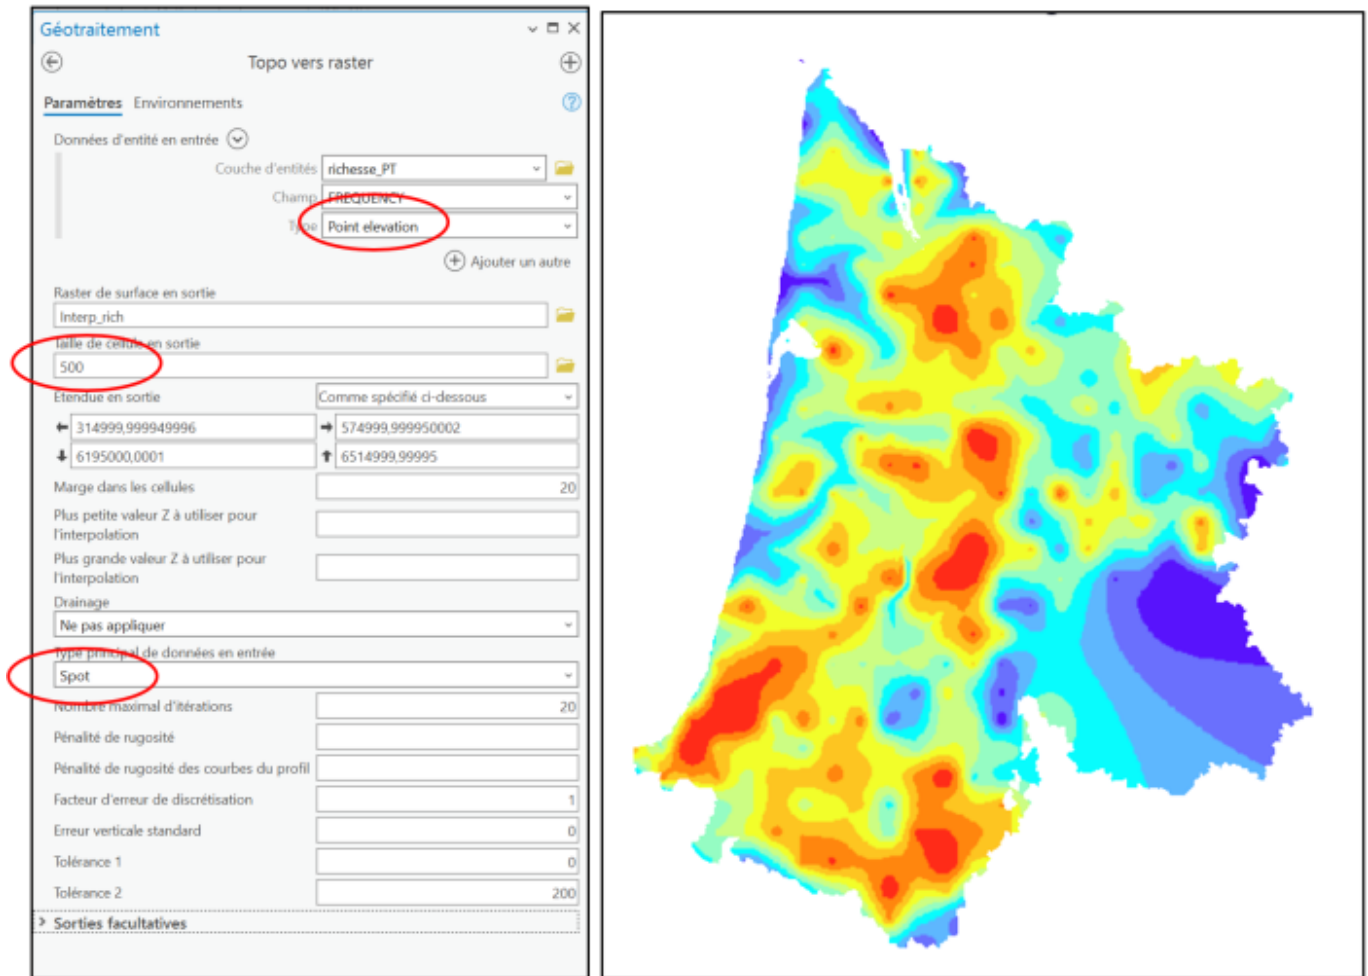 Géotraitement
Topo vers raster
Paramètres Environnements
Données d'entité en entrée
Couche d'entités richesse_PT
Champ FREQUENCY
Type Point elevation
Ajouter un autre
Raster de surface en sortie
Interp_rich
Taille de cellule en sortie
500
Etendue en sortie Comme spécifié ci-dessous
314999,999949996 574999,999950002
6195000,0001 6514999,99995
Marge dans les cellules 20
Plus petite valeur Z à utiliser pour
l'interpolation
Plus grande valeur Z à utiliser pour
l'interpolation
Drainage
Ne pas appliquer
Type principal de données en entrée
Spot
Nombre maximal d'itérations 20
Pénalité de rugosité
Pénalité de rugosité des courbes du profil
Facteur d'erreur de discrétisation 1
Erreur verticale standard 0
Tolérance 1 0
Tolérance 2 200
Sorties facultatives